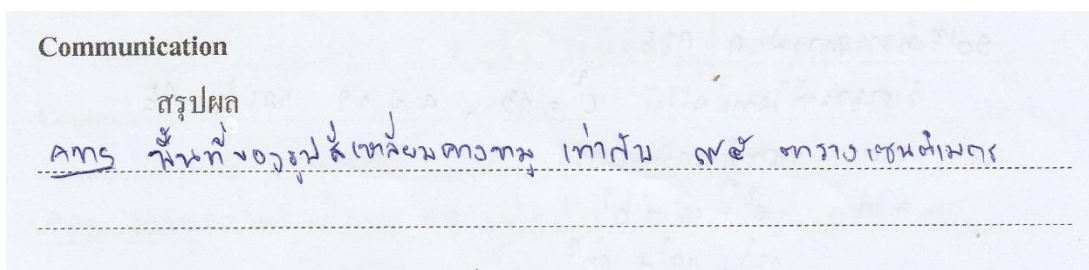 Communication
สรุปผล
Ans พื้นที่ของรูปสี่เหลี่ยมคางหมู เท่ากับ ๙๕ ตารางเซนติเมตร